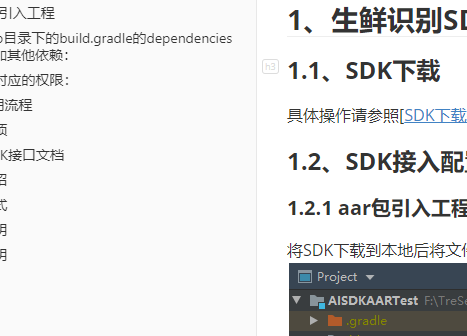 引入工程
目录下的build.gradle的dependencies
加其他依赖：
对应的权限：
流程
K接口文档
式
明
明
1、生鲜识别SD
h3
1.1、SDK下载
具体操作请参照[SDK下载
1.2、SDK接入配
1.2.1 aar包引入工程
将SDK下载到本地后将文件
Project
AISDKAARTest F:\TreSe
.gradle